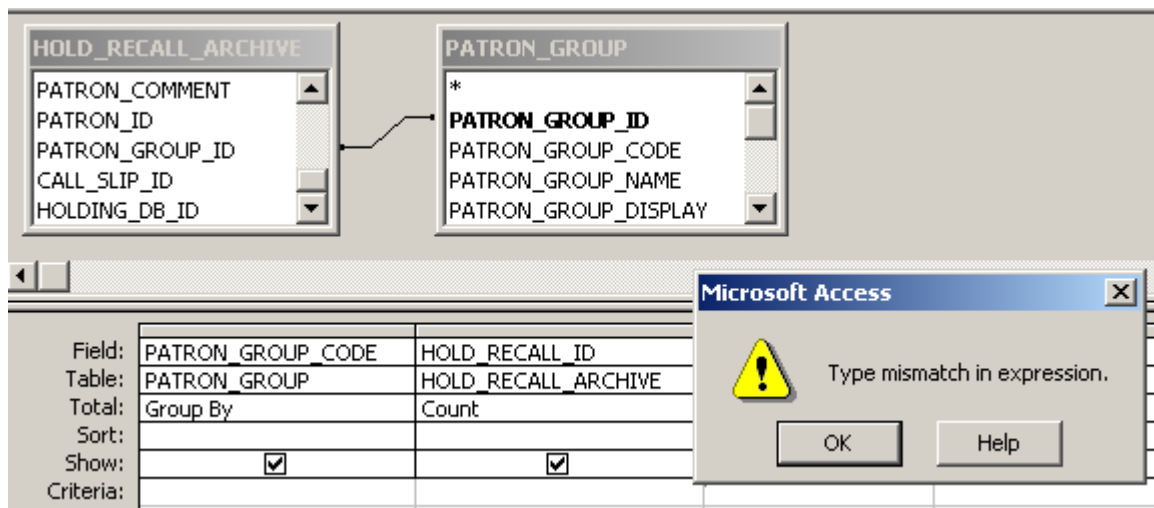 HOLD_RECALL_ARCHIVE
PATRON_COMMENT
PATRON_ID
PATRON_GROUP_ID
CALL_SLIP_ID
HOLDING_DB_ID
PATRON_GROUP
*
PATRON_GROUP_ID
PATRON_GROUP_CODE
PATRON_GROUP_NAME
PATRON_GROUP_DISPLAY
Field: PATRON_GROUP_CODE HOLD_RECALL_ID
Table: PATRON_GROUP HOLD_RECALL_ARCHIVE
Total: Group By Count
Sort:
Show:
Criteria:
Microsoft Access
Type mismatch in expression.
OK Help